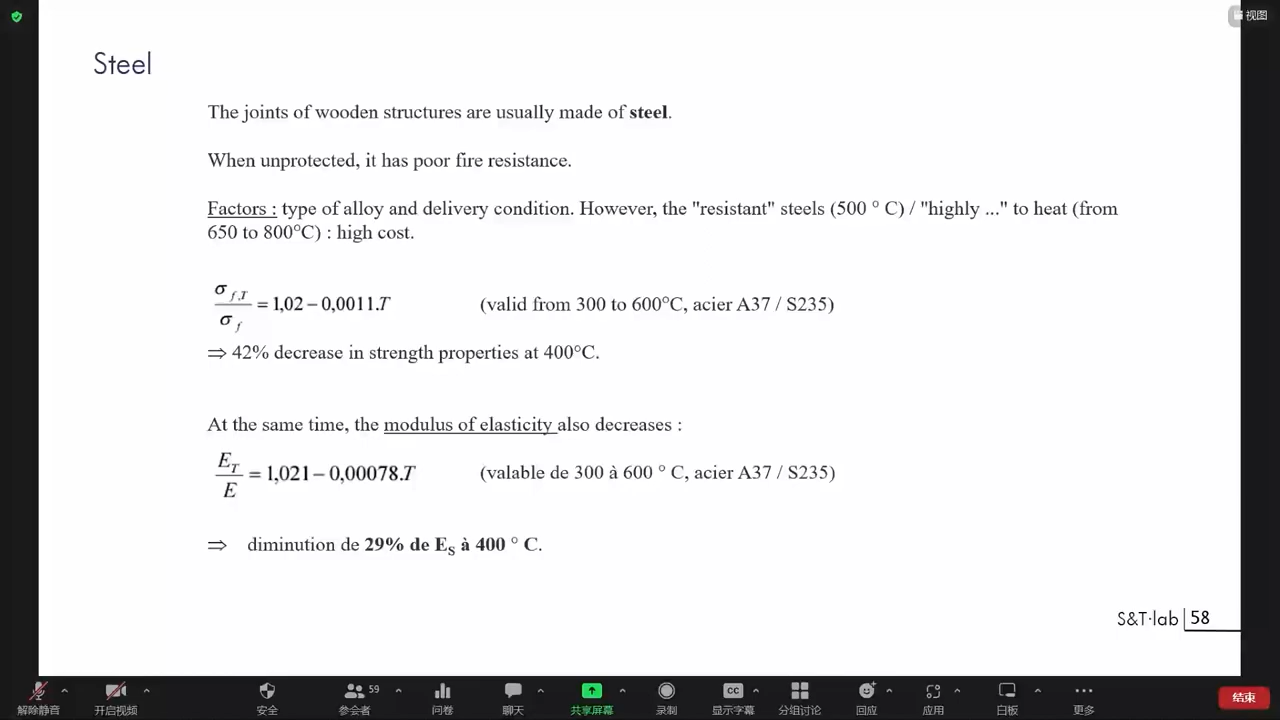 视图
Steel
The joints of wooden structures are usually made of steel.
When unprotected, it has poor fire resistance.
Factors : type of alloy and delivery condition. However, the "resistant" steels (500 ° C) / "highly ..." to heat (from
650 to 800°C) : high cost.
σ f,T / σ f = 1,02 − 0,0011.T (valid from 300 to 600°C, acier A37 / S235)
⇒ 42% decrease in strength properties at 400°C.
At the same time, the modulus of elasticity also decreases :
E T / E = 1,021 − 0,00078.T (valable de 300 à 600 ° C, acier A37 / S235)
⇒ diminution de 29% de ES à 400 ° C.
S&T·lab 58
59
解除静音 开启视频 安全 参会者 问卷 聊天 共享屏幕 录制 CC 显示字幕 分组讨论 回应 应用 白板 更多 结束